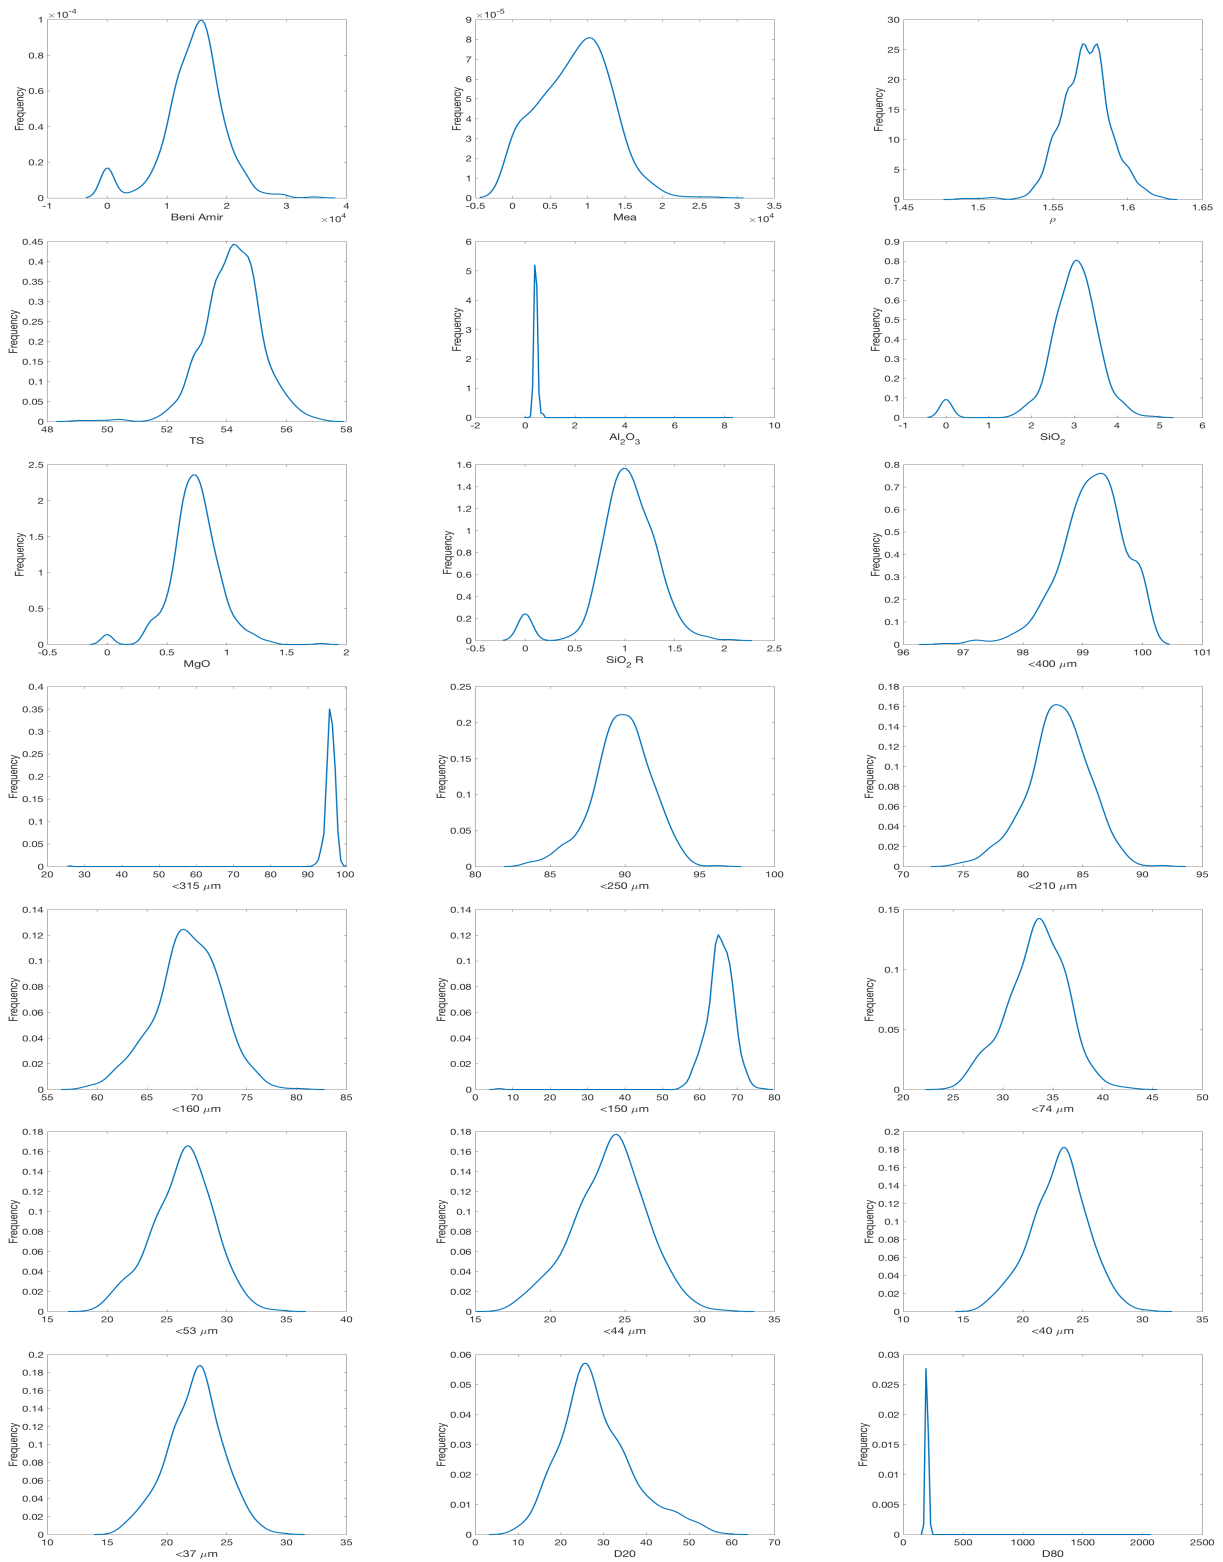 ×10^-4
1
0.8
0.6
0.4
0.2
0
Frequency
-1 0 1 2 3 4
Beni Amir
×10^4
×10^-5
9
8
7
6
5
4
3
2
1
0
Frequency
-0.5 0 0.5 1 1.5 2 2.5 3 3.5
Mea
×10^4
30
25
20
15
10
5
0
Frequency
1.45 1.5 1.55 1.6 1.65
ρ
0.45
0.4
0.35
0.3
0.25
0.2
0.15
0.1
0.05
0
Frequency
48 50 52 54 56 58
TS
6
5
4
3
2
1
0
Frequency
-2 0 2 4 6 8 10
Al2O3
0.9
0.8
0.7
0.6
0.5
0.4
0.3
0.2
0.1
0
Frequency
-1 0 1 2 3 4 5 6
SiO2
2.5
2
1.5
1
0.5
0
Frequency
-0.5 0 0.5 1 1.5 2
MgO
1.6
1.4
1.2
1
0.8
0.6
0.4
0.2
0
Frequency
-0.5 0 0.5 1 1.5 2 2.5
SiO2 R
0.8
0.7
0.6
0.5
0.4
0.3
0.2
0.1
0
Frequency
96 97 98 99 100 101
<400 μm
0.4
0.35
0.3
0.25
0.2
0.15
0.1
0.05
0
Frequency
20 30 40 50 60 70 80 90 100
<315 μm
0.25
0.2
0.15
0.1
0.05
0
Frequency
80 85 90 95 100
<250 μm
0.18
0.16
0.14
0.12
0.1
0.08
0.06
0.04
0.02
0
Frequency
70 75 80 85 90 95
<210 μm
0.14
0.12
0.1
0.08
0.06
0.04
0.02
0
Frequency
55 60 65 70 75 80 85
<160 μm
0.14
0.12
0.1
0.08
0.06
0.04
0.02
0
Frequency
0 10 20 30 40 50 60 70 80
<150 μm
0.15
0.1
0.05
0
Frequency
20 25 30 35 40 45 50
<74 μm
0.18
0.16
0.14
0.12
0.1
0.08
0.06
0.04
0.02
0
Frequency
15 20 25 30 35 40
<53 μm
0.18
0.16
0.14
0.12
0.1
0.08
0.06
0.04
0.02
0
Frequency
15 20 25 30 35
<44 μm
0.2
0.18
0.16
0.14
0.12
0.1
0.08
0.06
0.04
0.02
0
Frequency
10 15 20 25 30 35
<40 μm
0.2
0.18
0.16
0.14
0.12
0.1
0.08
0.06
0.04
0.02
0
Frequency
10 15 20 25 30 35
<37 μm
0.06
0.05
0.04
0.03
0.02
0.01
0
Frequency
0 10 20 30 40 50 60 70
D20
0.03
0.025
0.02
0.015
0.01
0.005
0
Frequency
0 500 1000 1500 2000 2500
D80